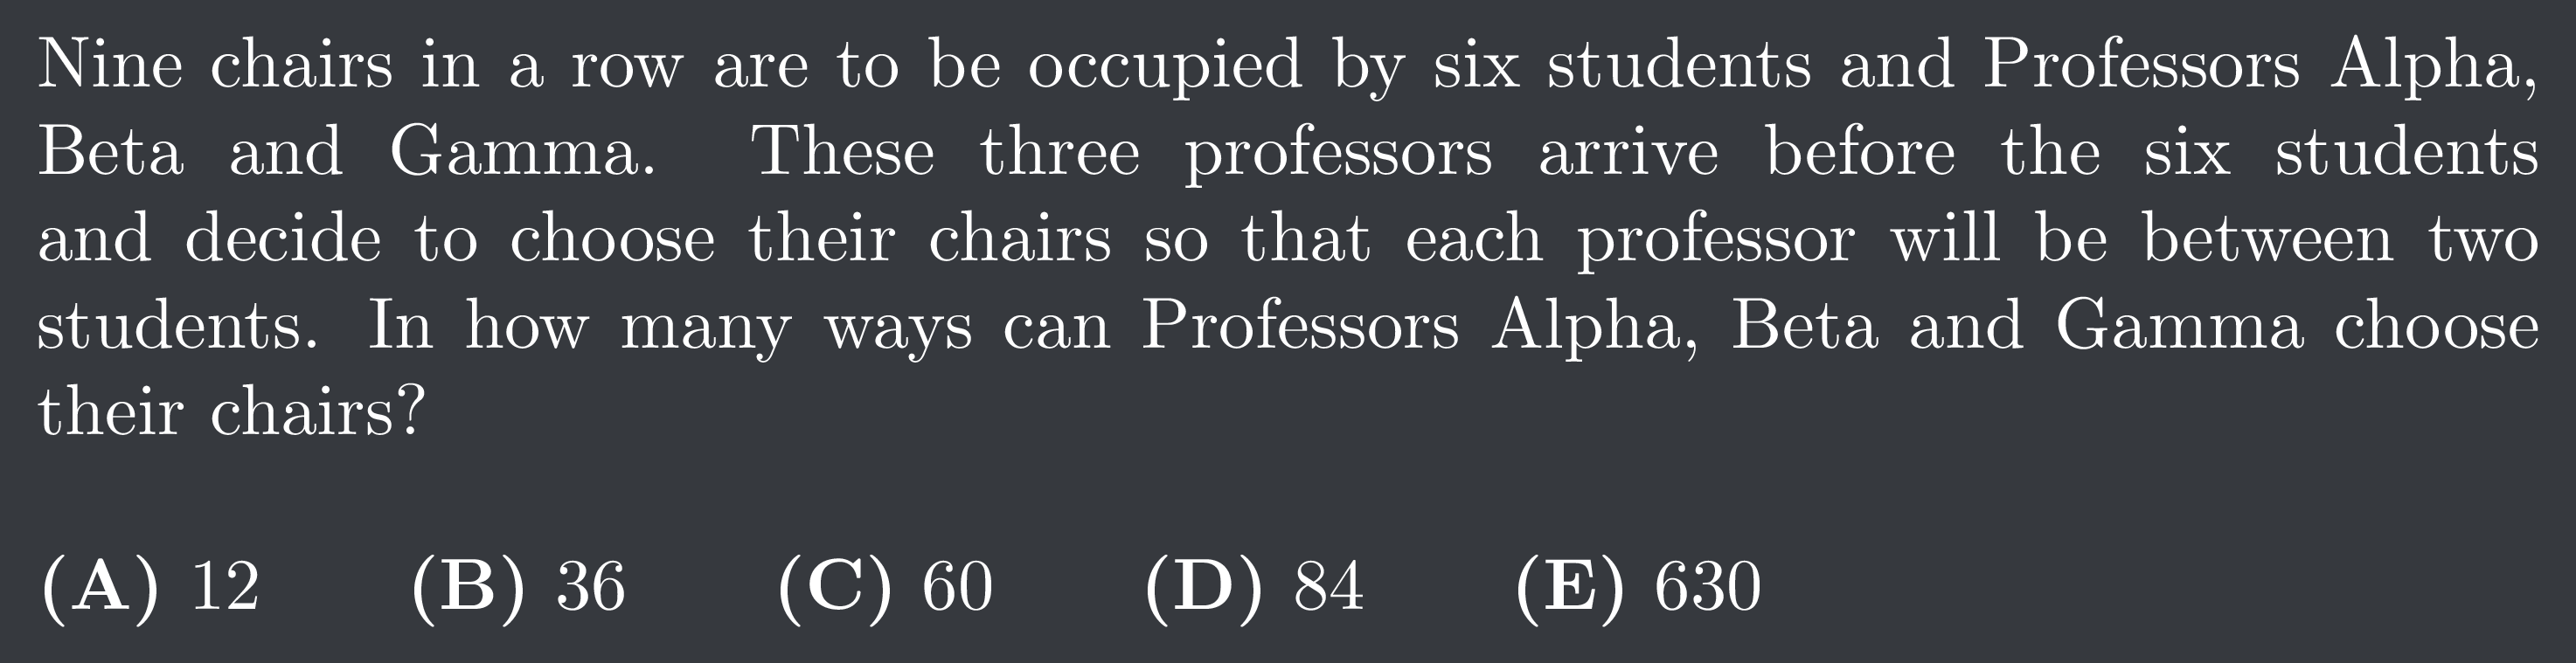 Nine chairs in a row are to be occupied by six students and Professors Alpha,
Beta and Gamma. These three professors arrive before the six students
and decide to choose their chairs so that each professor will be between two
students. In how many ways can Professors Alpha, Beta and Gamma choose
their chairs?
(A) 12 (B) 36 (C) 60 (D) 84 (E) 630